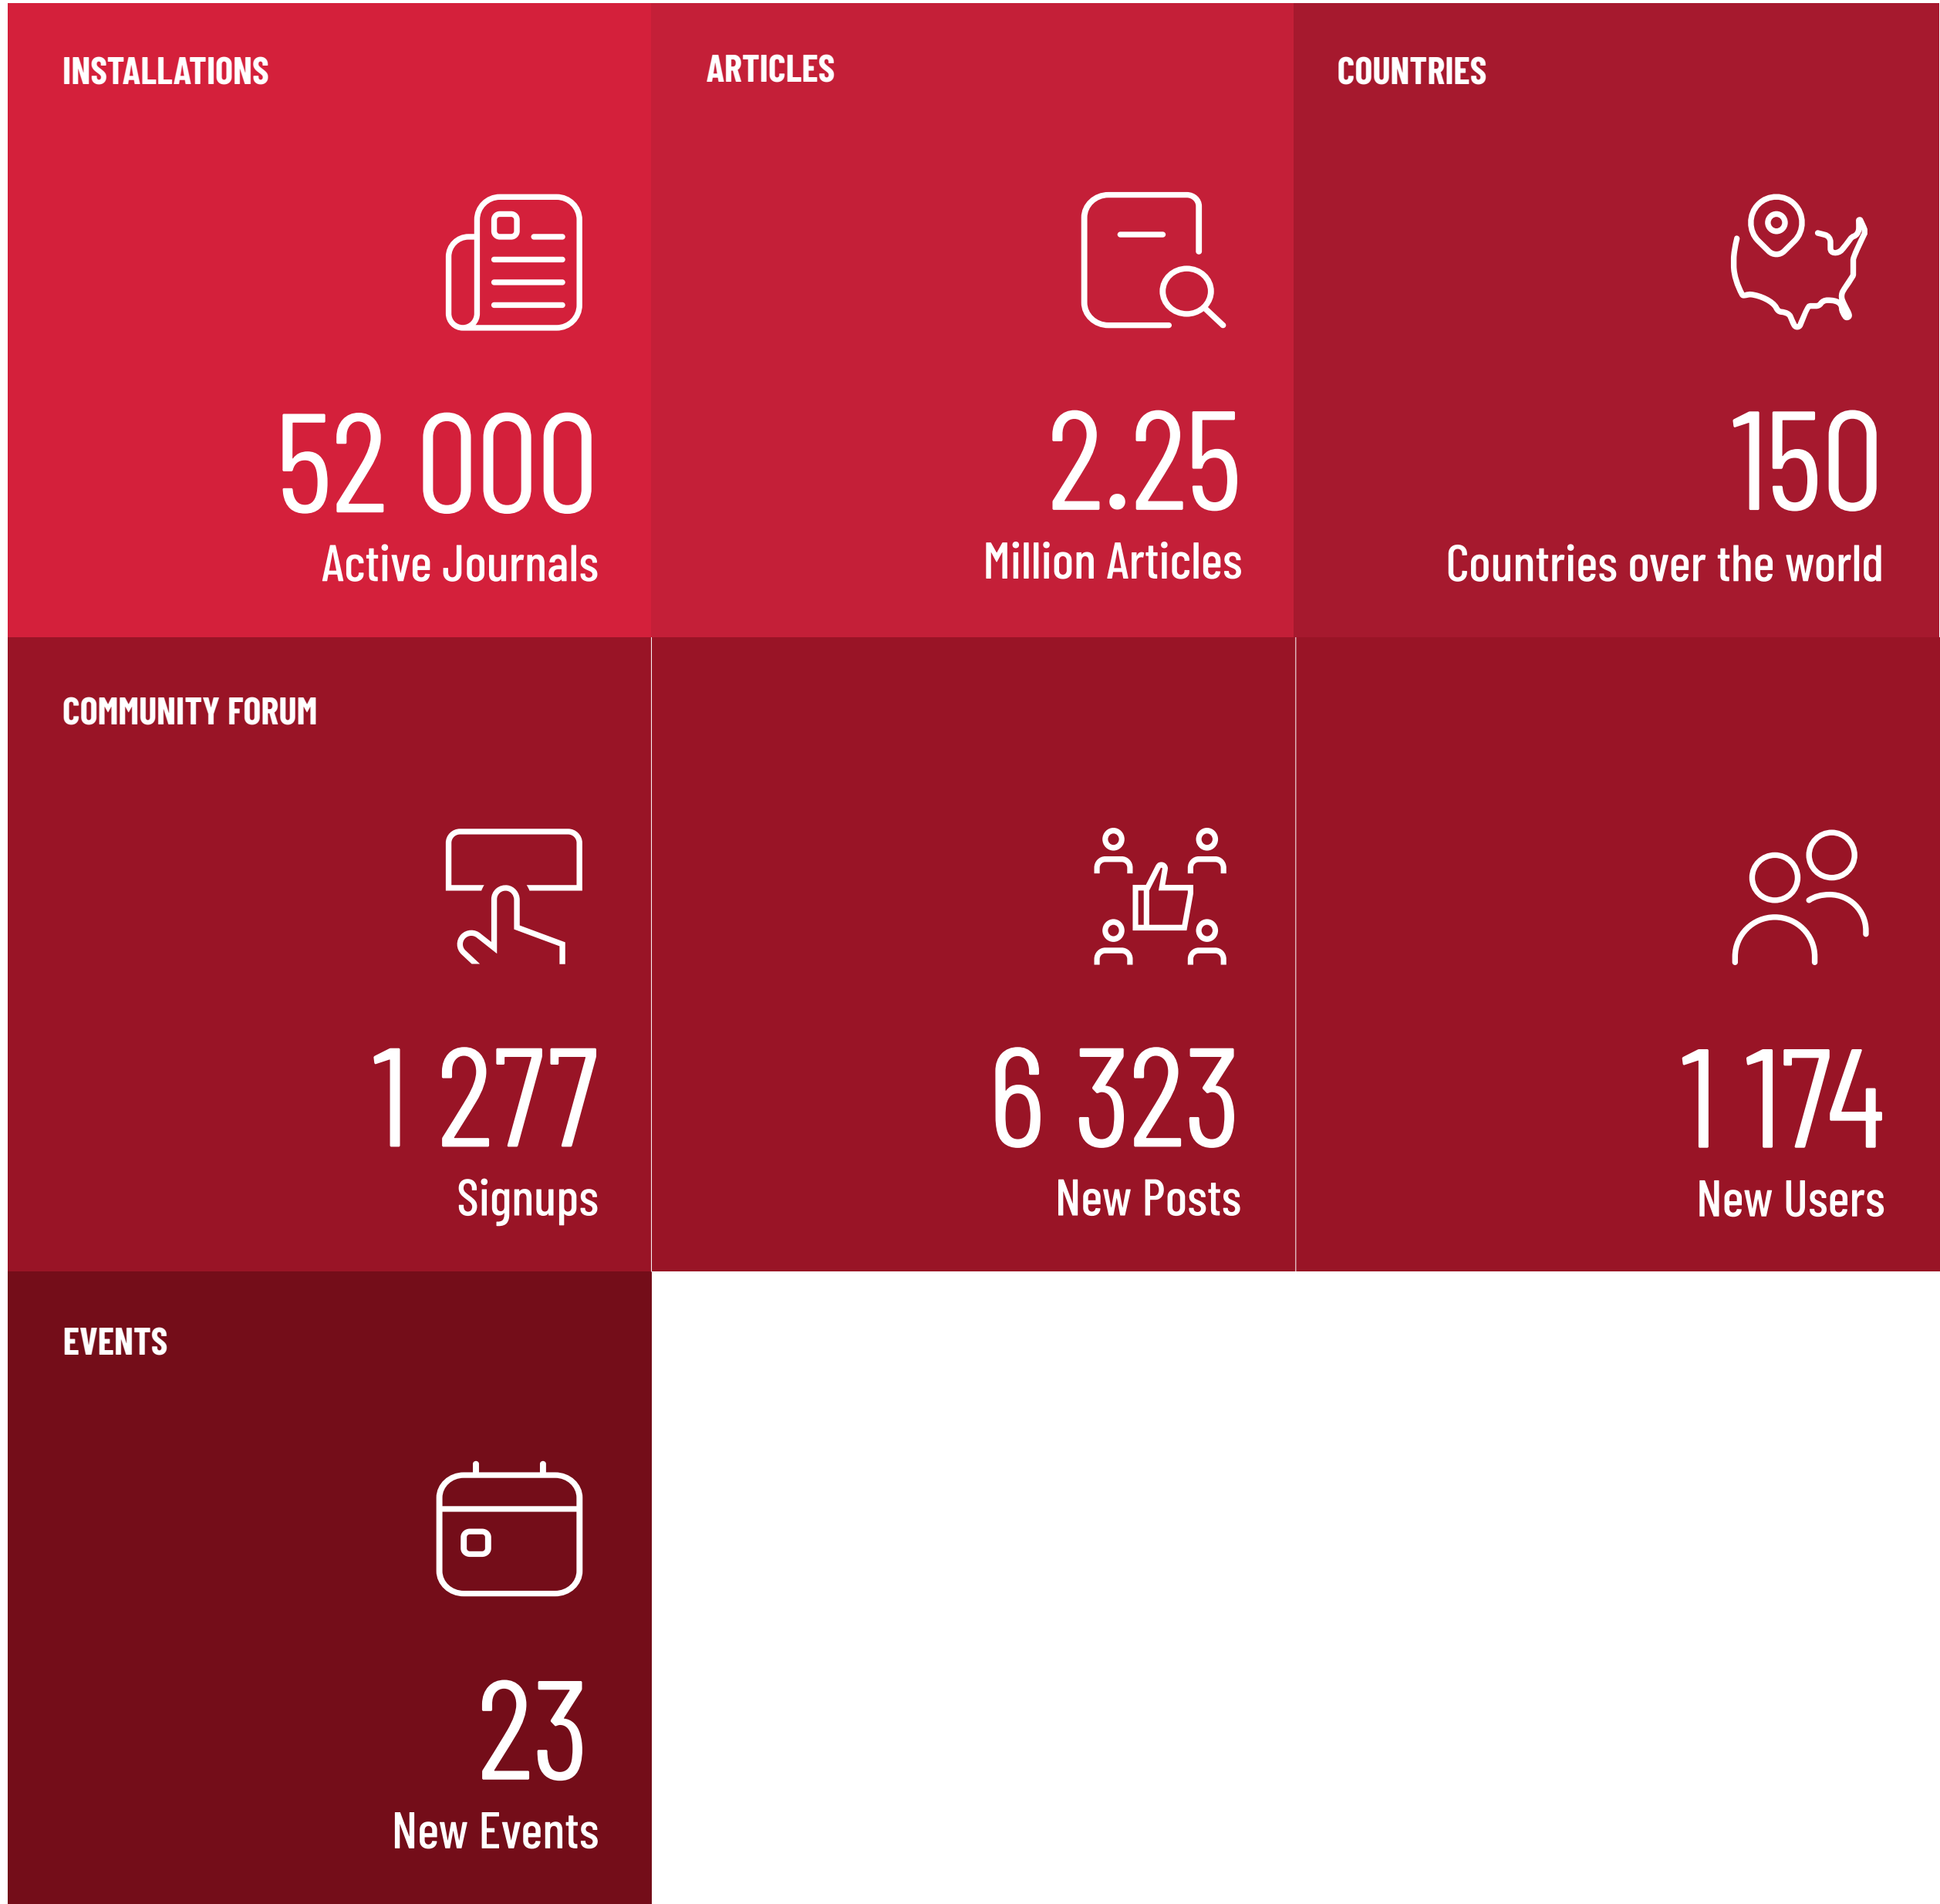 INSTALLATIONS
52 000
Active Journals
ARTICLES
2.25
Million Articles
COUNTRIES
150
Countries over the world
COMMUNITY FORUM
1 277
Signups
6 323
New Posts
1 174
New Users
EVENTS
23
New Events